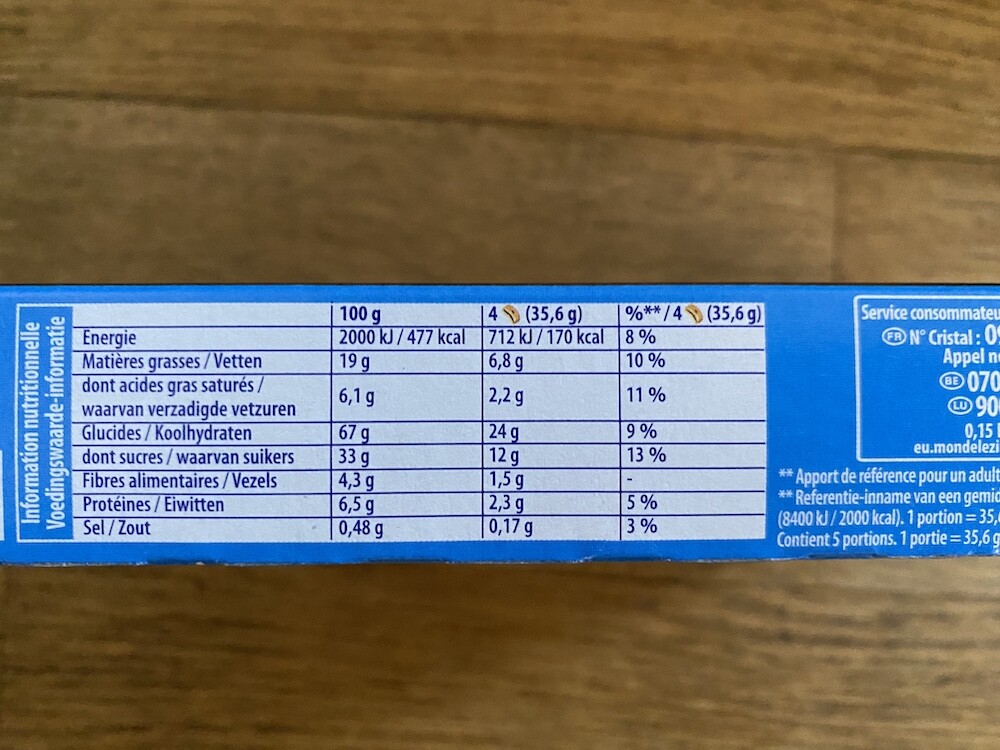 Information nutritionnelle
Voedingswaarde-informatie
100 g 4 (35,6 g) %** / 4 (35,6 g)
Energie 2000 kJ / 477 kcal 712 kJ / 170 kcal 8 %
Matières grasses / Vetten 19 g 6,8 g 10 %
dont acides gras saturés /
waarvan verzadigde vetzuren 6,1 g 2,2 g 11 %
Glucides / Koolhydraten 67 g 24 g 9 %
dont sucres / waarvan suikers 33 g 12 g 13 %
Fibres alimentaires / Vezels 4,3 g 1,5 g -
Protéines / Eiwitten 6,5 g 2,3 g 5 %
Sel / Zout 0,48 g 0,17 g 3 %
Service consommateu
FR N° Cristal :
Appel n
BE 070
LU 90
0,15
eu.mondelezi
** Apport de référence pour un adult
** Referentie-inname van een gemid
(8400 kJ / 2000 kcal). 1 portion = 35,
Contient 5 portions. 1 portie = 35,6 g